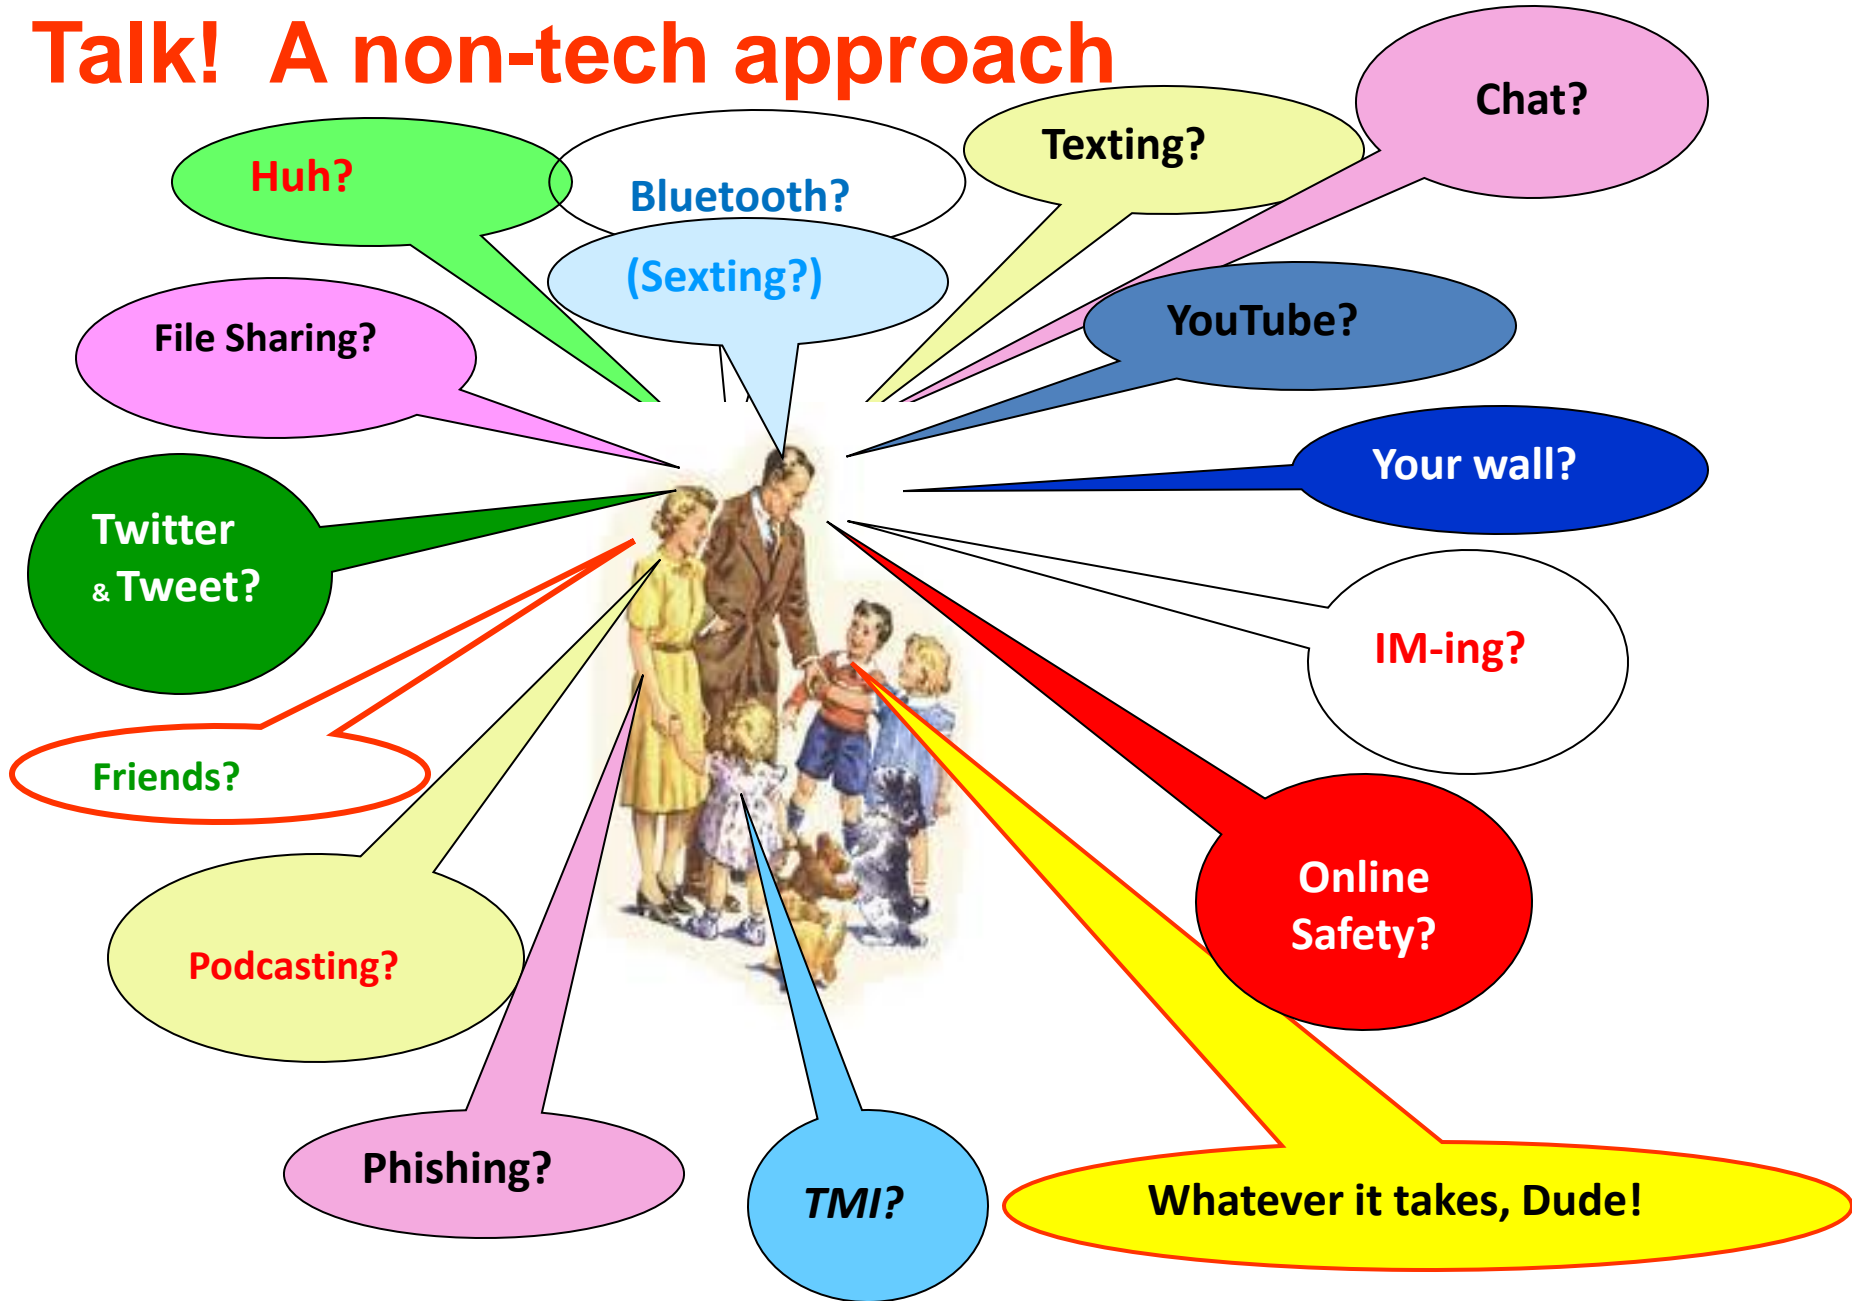 Talk!  A non-tech approach
Chat?
Texting?
Huh?
Bluetooth?
(Sexting?)
File Sharing?
YouTube?
Your wall?
Twitter
& Tweet?
IM-ing?
Friends?
Online
Safety?
Podcasting?
Phishing?
TMI?
Whatever it takes, Dude!